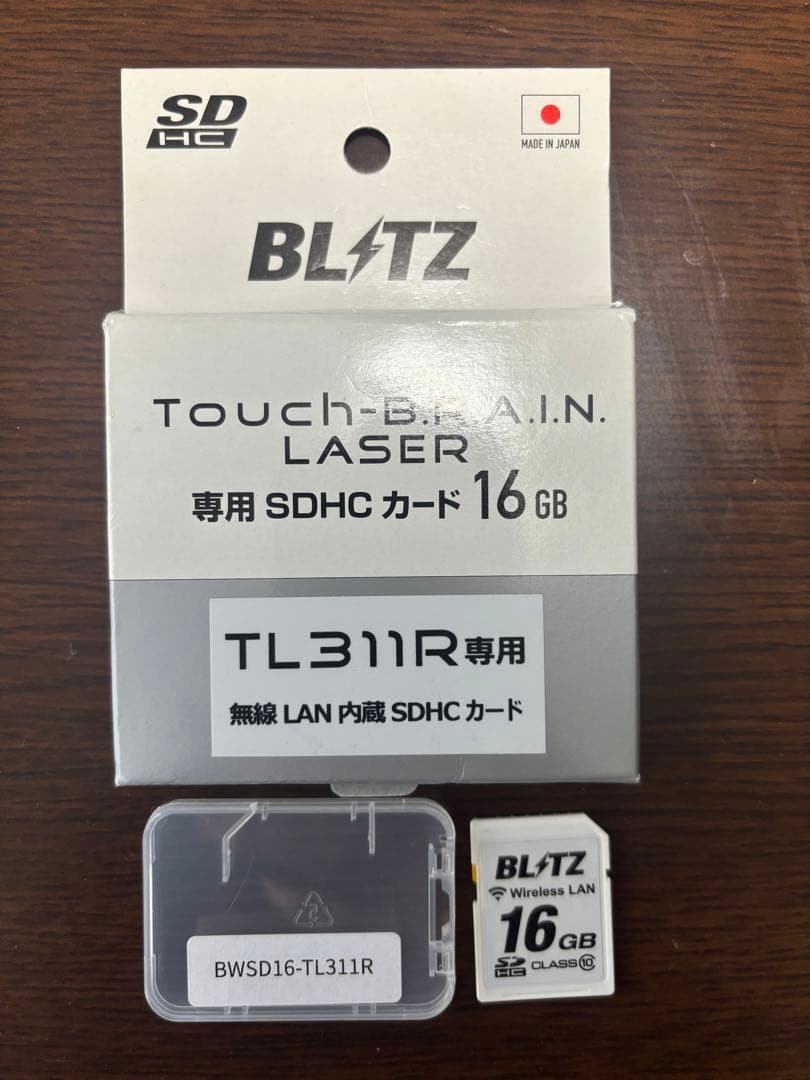 SD
HC
MADE IN JAPAN
BLITZ
Touch-B.R.A.I.N.
LASER
専用 SDHC カード 16 GB
TL311R専用
無線 LAN 内蔵 SDHC カード
BWSD16-TL311R
BLITZ
Wireless LAN
16 GB
SD HC CLASS 10